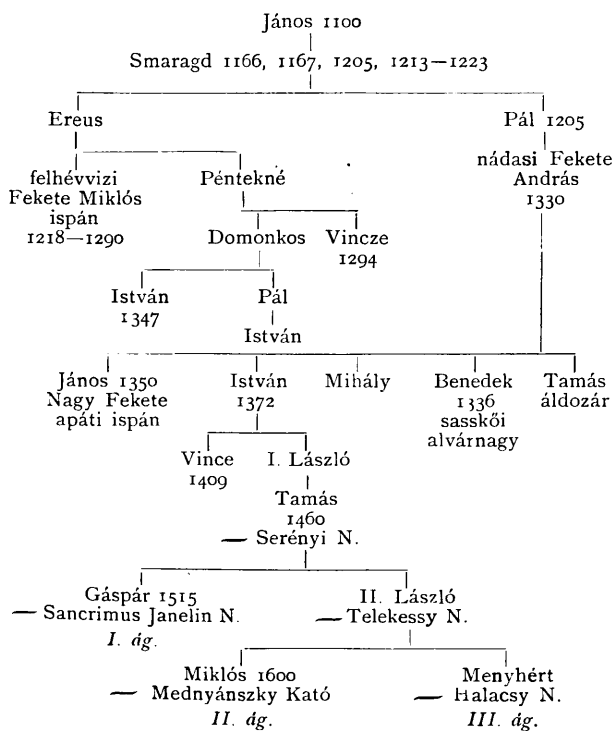 János 1100
Smaragd 1166, 1167, 1205, 1213—1223
Ereus
Pál 1205
felhévvizi
Fekete Miklós
ispán
1218—1290
Péntekné
nádasi Fekete
András
1330
Domonkos
Vincze
1294
István
1347
Pál
István
János 1350
Nagy Fekete
apáti ispán
István
1372
Mihály
Benedek
1336
sasskői
alvárnagy
Tamás
áldozár
Vince
1409
I. László
Tamás
1460
— Serényi N.
Gáspár 1515
— Sancrimus Janelin N.
I. ág.
II. László
— Telekessy N.
Miklós 1600
— Mednyánszky Kató
II. ág.
Menyhért
— Halacsy N.
III. ág.